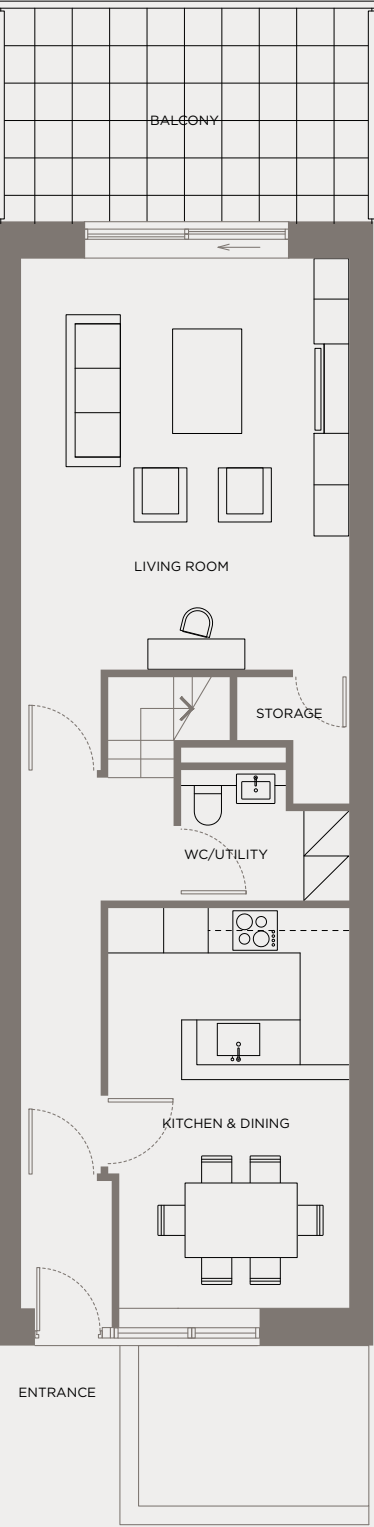 BALCONY
LIVING ROOM
STORAGE
WC/UTILITY
KITCHEN & DINING
ENTRANCE